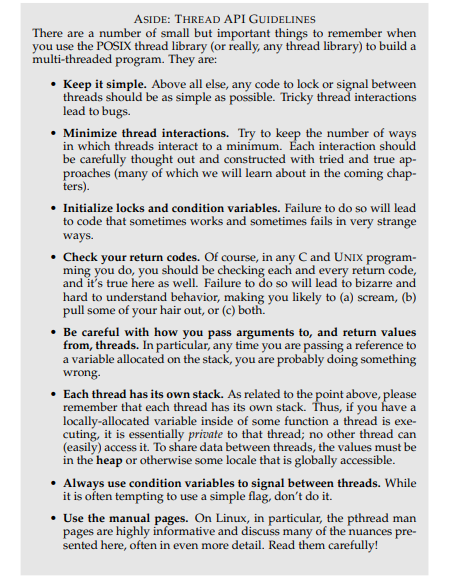 ASIDE: THREAD API GUIDELINES
There are a number of small but important things to remember when
you use the POSIX thread library (or really, any thread library) to build a
multi-threaded program. They are:
• Keep it simple. Above all else, any code to lock or signal between
threads should be as simple as possible. Tricky thread interactions
lead to bugs.
• Minimize thread interactions. Try to keep the number of ways
in which threads interact to a minimum. Each interaction should
be carefully thought out and constructed with tried and true ap-
proaches (many of which we will learn about in the coming chap-
ters).
• Initialize locks and condition variables. Failure to do so will lead
to code that sometimes works and sometimes fails in very strange
ways.
• Check your return codes. Of course, in any C and UNIX program-
ming you do, you should be checking each and every return code,
and it's true here as well. Failure to do so will lead to bizarre and
hard to understand behavior, making you likely to (a) scream, (b)
pull some of your hair out, or (c) both.
• Be careful with how you pass arguments to, and return values
from, threads. In particular, any time you are passing a reference to
a variable allocated on the stack, you are probably doing something
wrong.
• Each thread has its own stack. As related to the point above, please
remember that each thread has its own stack. Thus, if you have a
locally-allocated variable inside of some function a thread is exe-
cuting, it is essentially private to that thread; no other thread can
(easily) access it. To share data between threads, the values must be
in the heap or otherwise some locale that is globally accessible.
• Always use condition variables to signal between threads. While
it is often tempting to use a simple flag, don't do it.
• Use the manual pages. On Linux, in particular, the pthread man
pages are highly informative and discuss many of the nuances pre-
sented here, often in even more detail. Read them carefully!